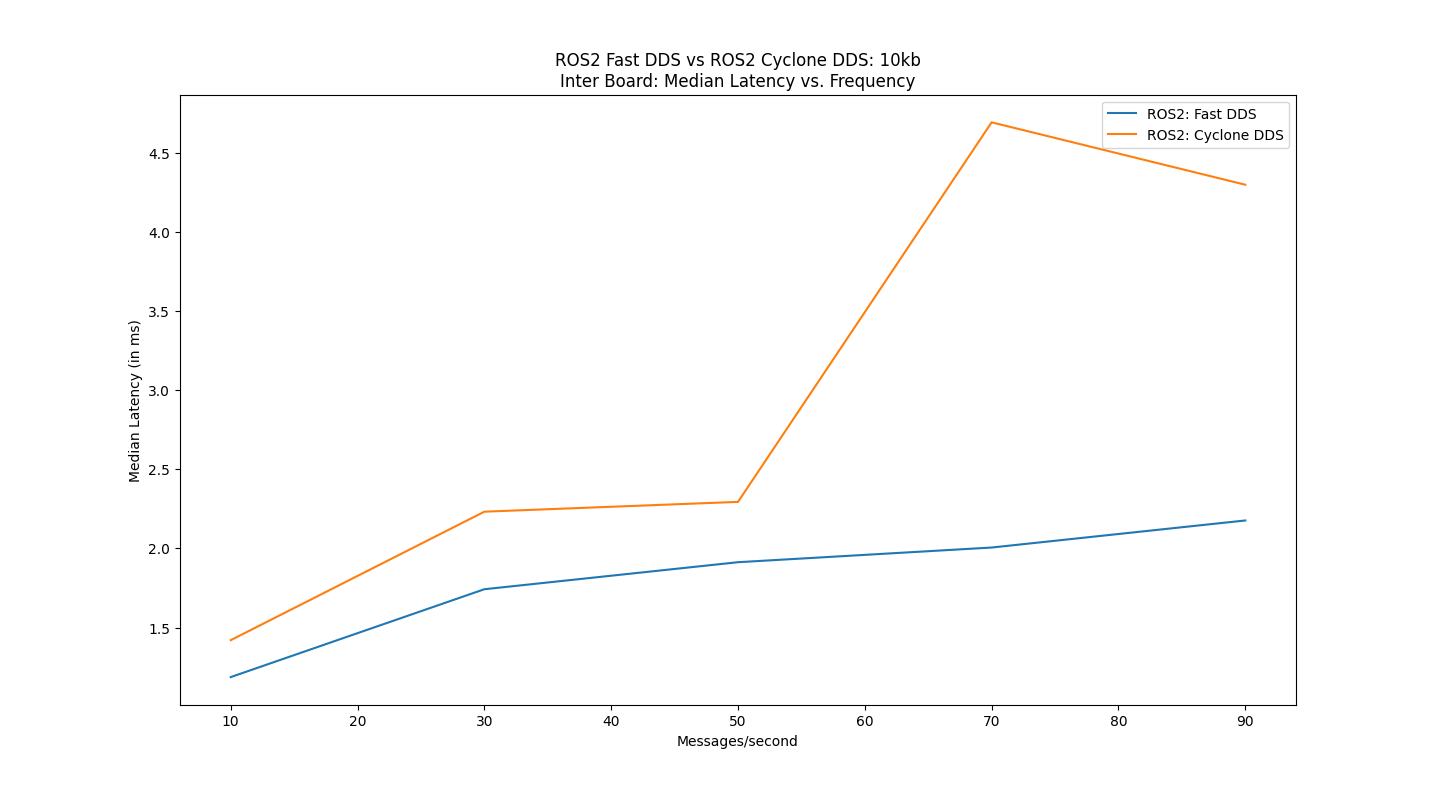 ROS2 Fast DDS vs ROS2 Cyclone DDS: 10kb
Inter Board: Median Latency vs. Frequency
ROS2: Fast DDS
ROS2: Cyclone DDS
Median Latency (in ms)
4.5
4.0
3.5
3.0
2.5
2.0
1.5
10 20 30 40 50 60 70 80 90
Messages/second